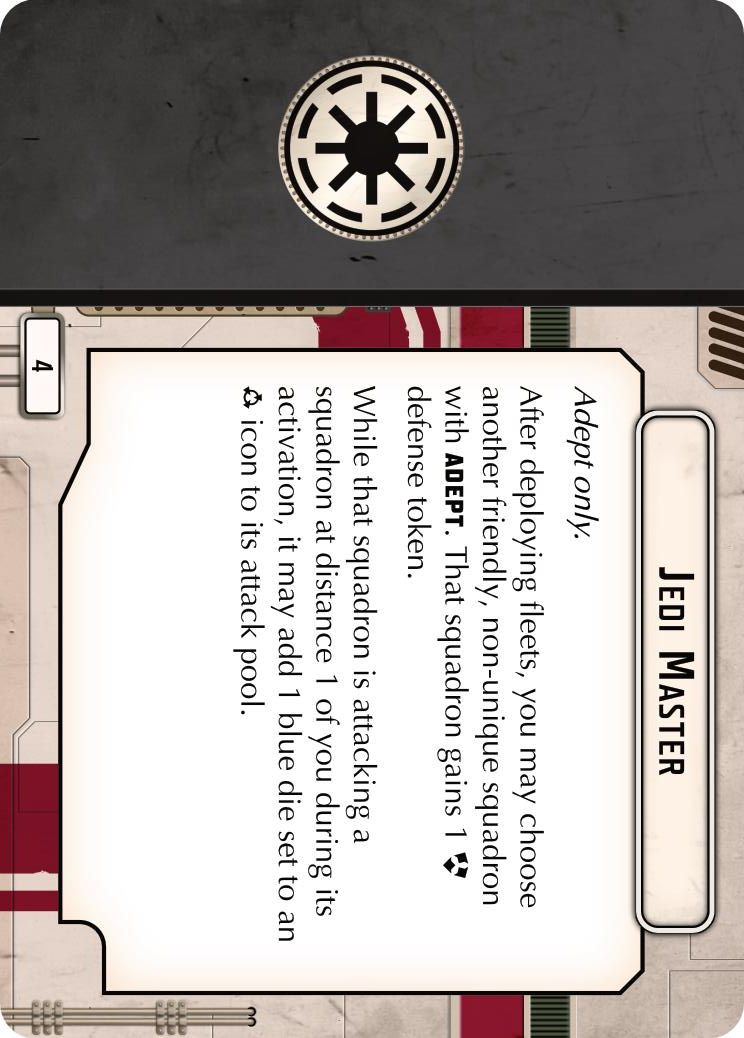 JEDI MASTER
Adept only.
After deploying fleets, you may choose
another friendly, non-unique squadron
with ADEPT. That squadron gains 1
defense token.
While that squadron is attacking a
squadron at distance 1 of you during its
activation, it may add 1 blue die set to an
icon to its attack pool.
4